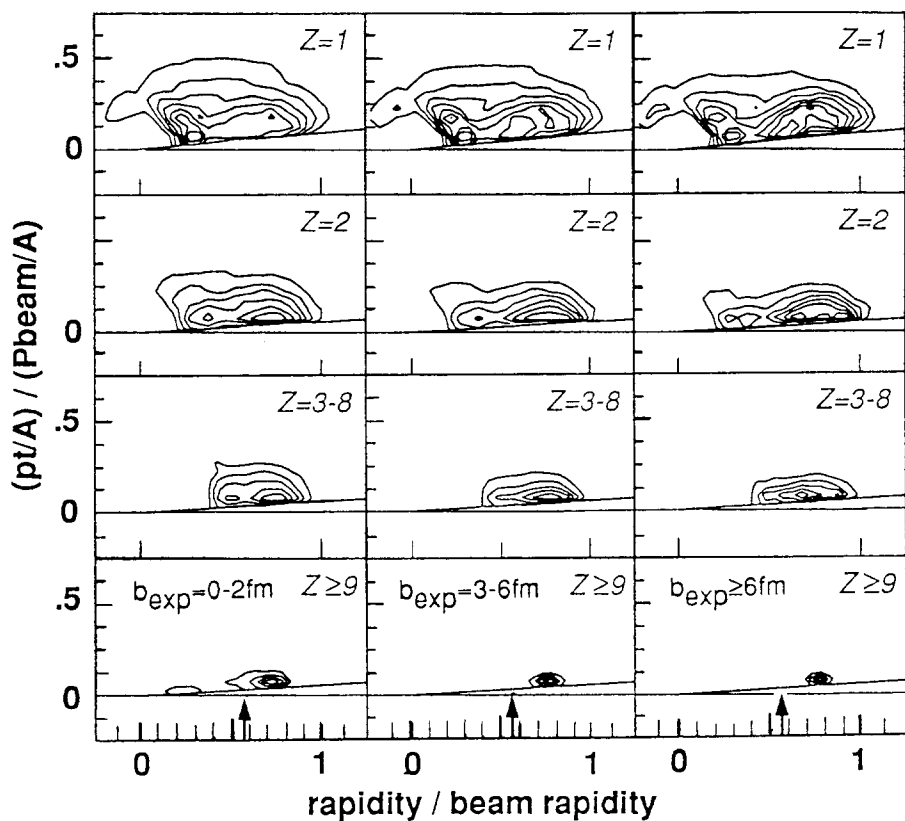 .5
Z=1
Z=1
Z=1
0
Z=2
Z=2
Z=2
0
.5
Z=3-8
Z=3-8
Z=3-8
0
.5
b_exp=0-2fm
Z≥9
b_exp=3-6fm
Z≥9
b_exp≥6fm
Z≥9
0
0
1
0
1
0
1
rapidity / beam rapidity
(pt/A) / (Pbeam/A)